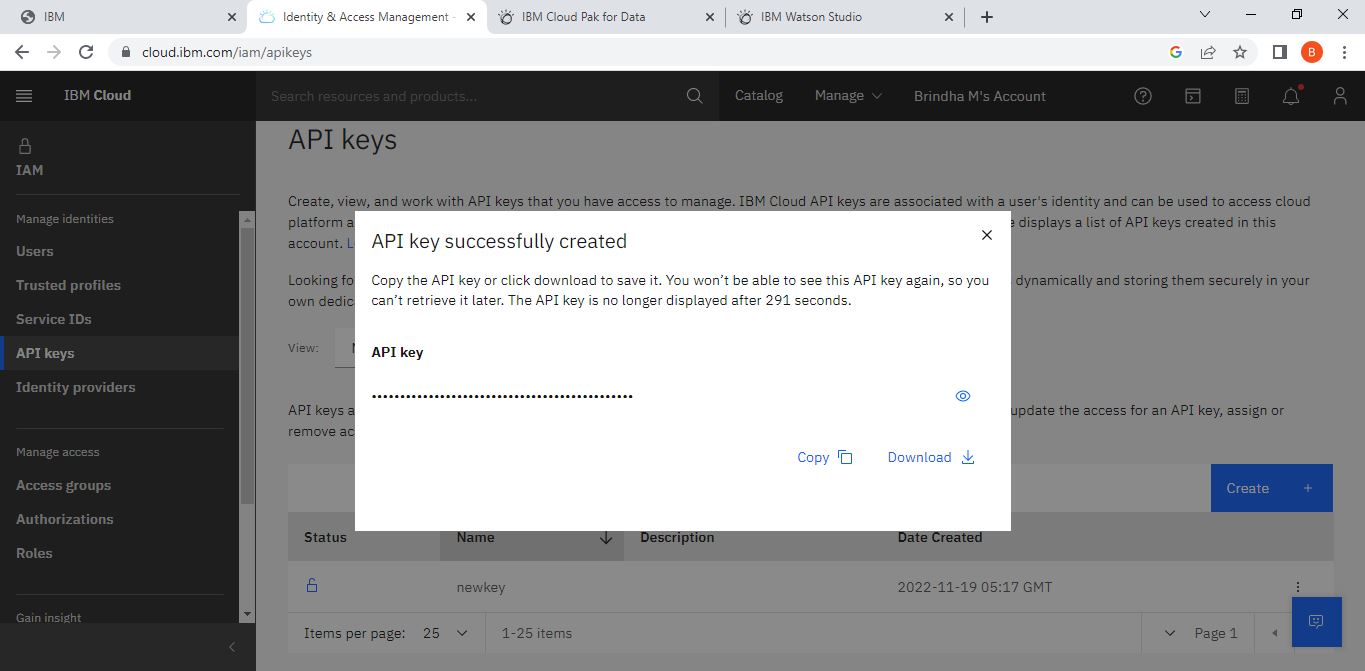 IBM
Identity & Access Management -
IBM Cloud Pak for Data
IBM Watson Studio
cloud.ibm.com/iam/apikeys
B
IBM Cloud
Search resources and products...
Catalog
Manage
Brindha M's Account
IAM
Manage identities
Users
Trusted profiles
Service IDs
API keys
Identity providers
Manage access
Access groups
Authorizations
Roles
Gain insight
API keys
Create, view, and work with API keys that you have access to manage. IBM Cloud API keys are associated with a user's identity and can be used to access cloud
platform a
e displays a list of API keys created in this
account.
Looking fo
dynamically and storing them securely in your
own dedic
View:
API keys a
update the access for an API key, assign or
remove ac
API key successfully created
Copy the API key or click download to save it. You won’t be able to see this API key again, so you
can’t retrieve it later. The API key is no longer displayed after 291 seconds.
API key
••••••••••••••••••••••••••••••••••••••••••••
Copy
Download
Create +
Status
Name
Description
Date Created
newkey
2022-11-19 05:17 GMT
Items per page: 25
1-25 items
Page 1